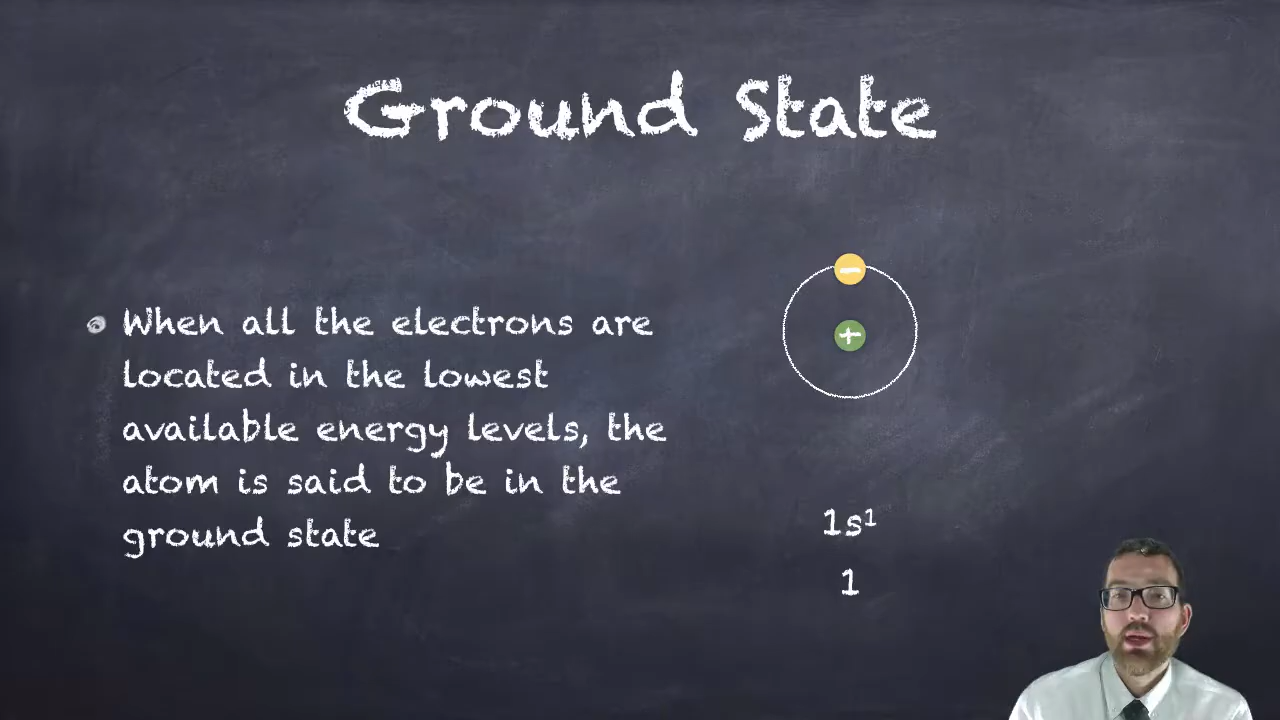 Ground State
When all the electrons are
located in the lowest
available energy levels, the
atom is said to be in the
ground state
−
+
1s¹
1